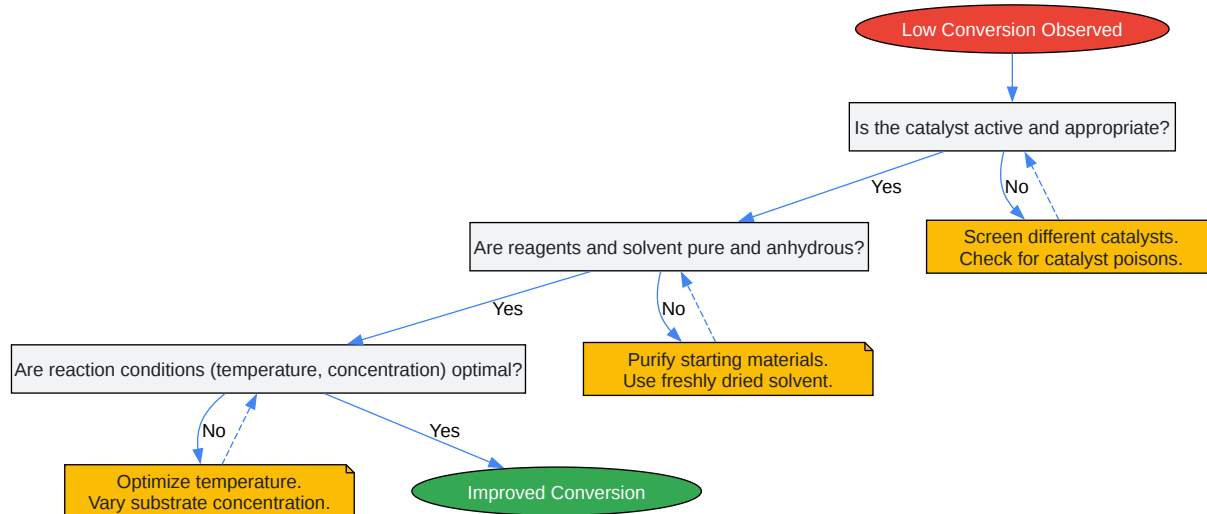 Low Conversion Observed
Is the catalyst active and appropriate?
Yes
No
Screen different catalysts.
Check for catalyst poisons.
Are reagents and solvent pure and anhydrous?
Yes
No
Purify starting materials.
Use freshly dried solvent.
Are reaction conditions (temperature, concentration) optimal?
No
Yes
Optimize temperature.
Vary substrate concentration.
Improved Conversion